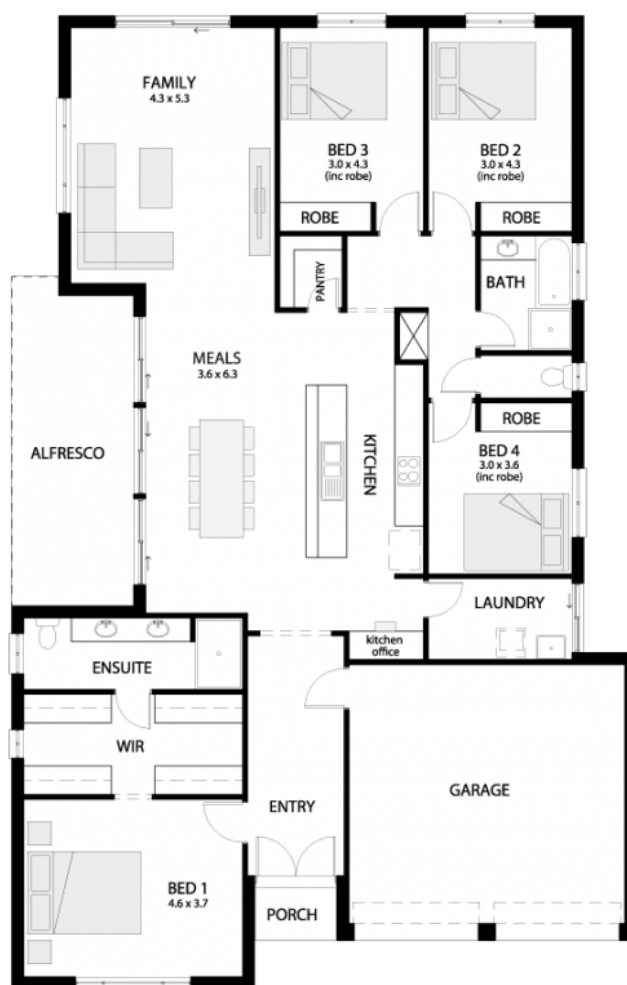 FAMILY
4.3 x 5.3
BED 3
3.0 x 4.3
(inc robe)
BED 2
3.0 x 4.3
(inc robe)
ROBE
ROBE
PANTRY
BATH
MEALS
3.6 x 6.3
ROBE
KITCHEN
BED 4
3.0 x 3.6
(inc robe)
ALFRESCO
LAUNDRY
kitchen
office
ENSUITE
WIR
GARAGE
ENTRY
BED 1
4.6 x 3.7
PORCH